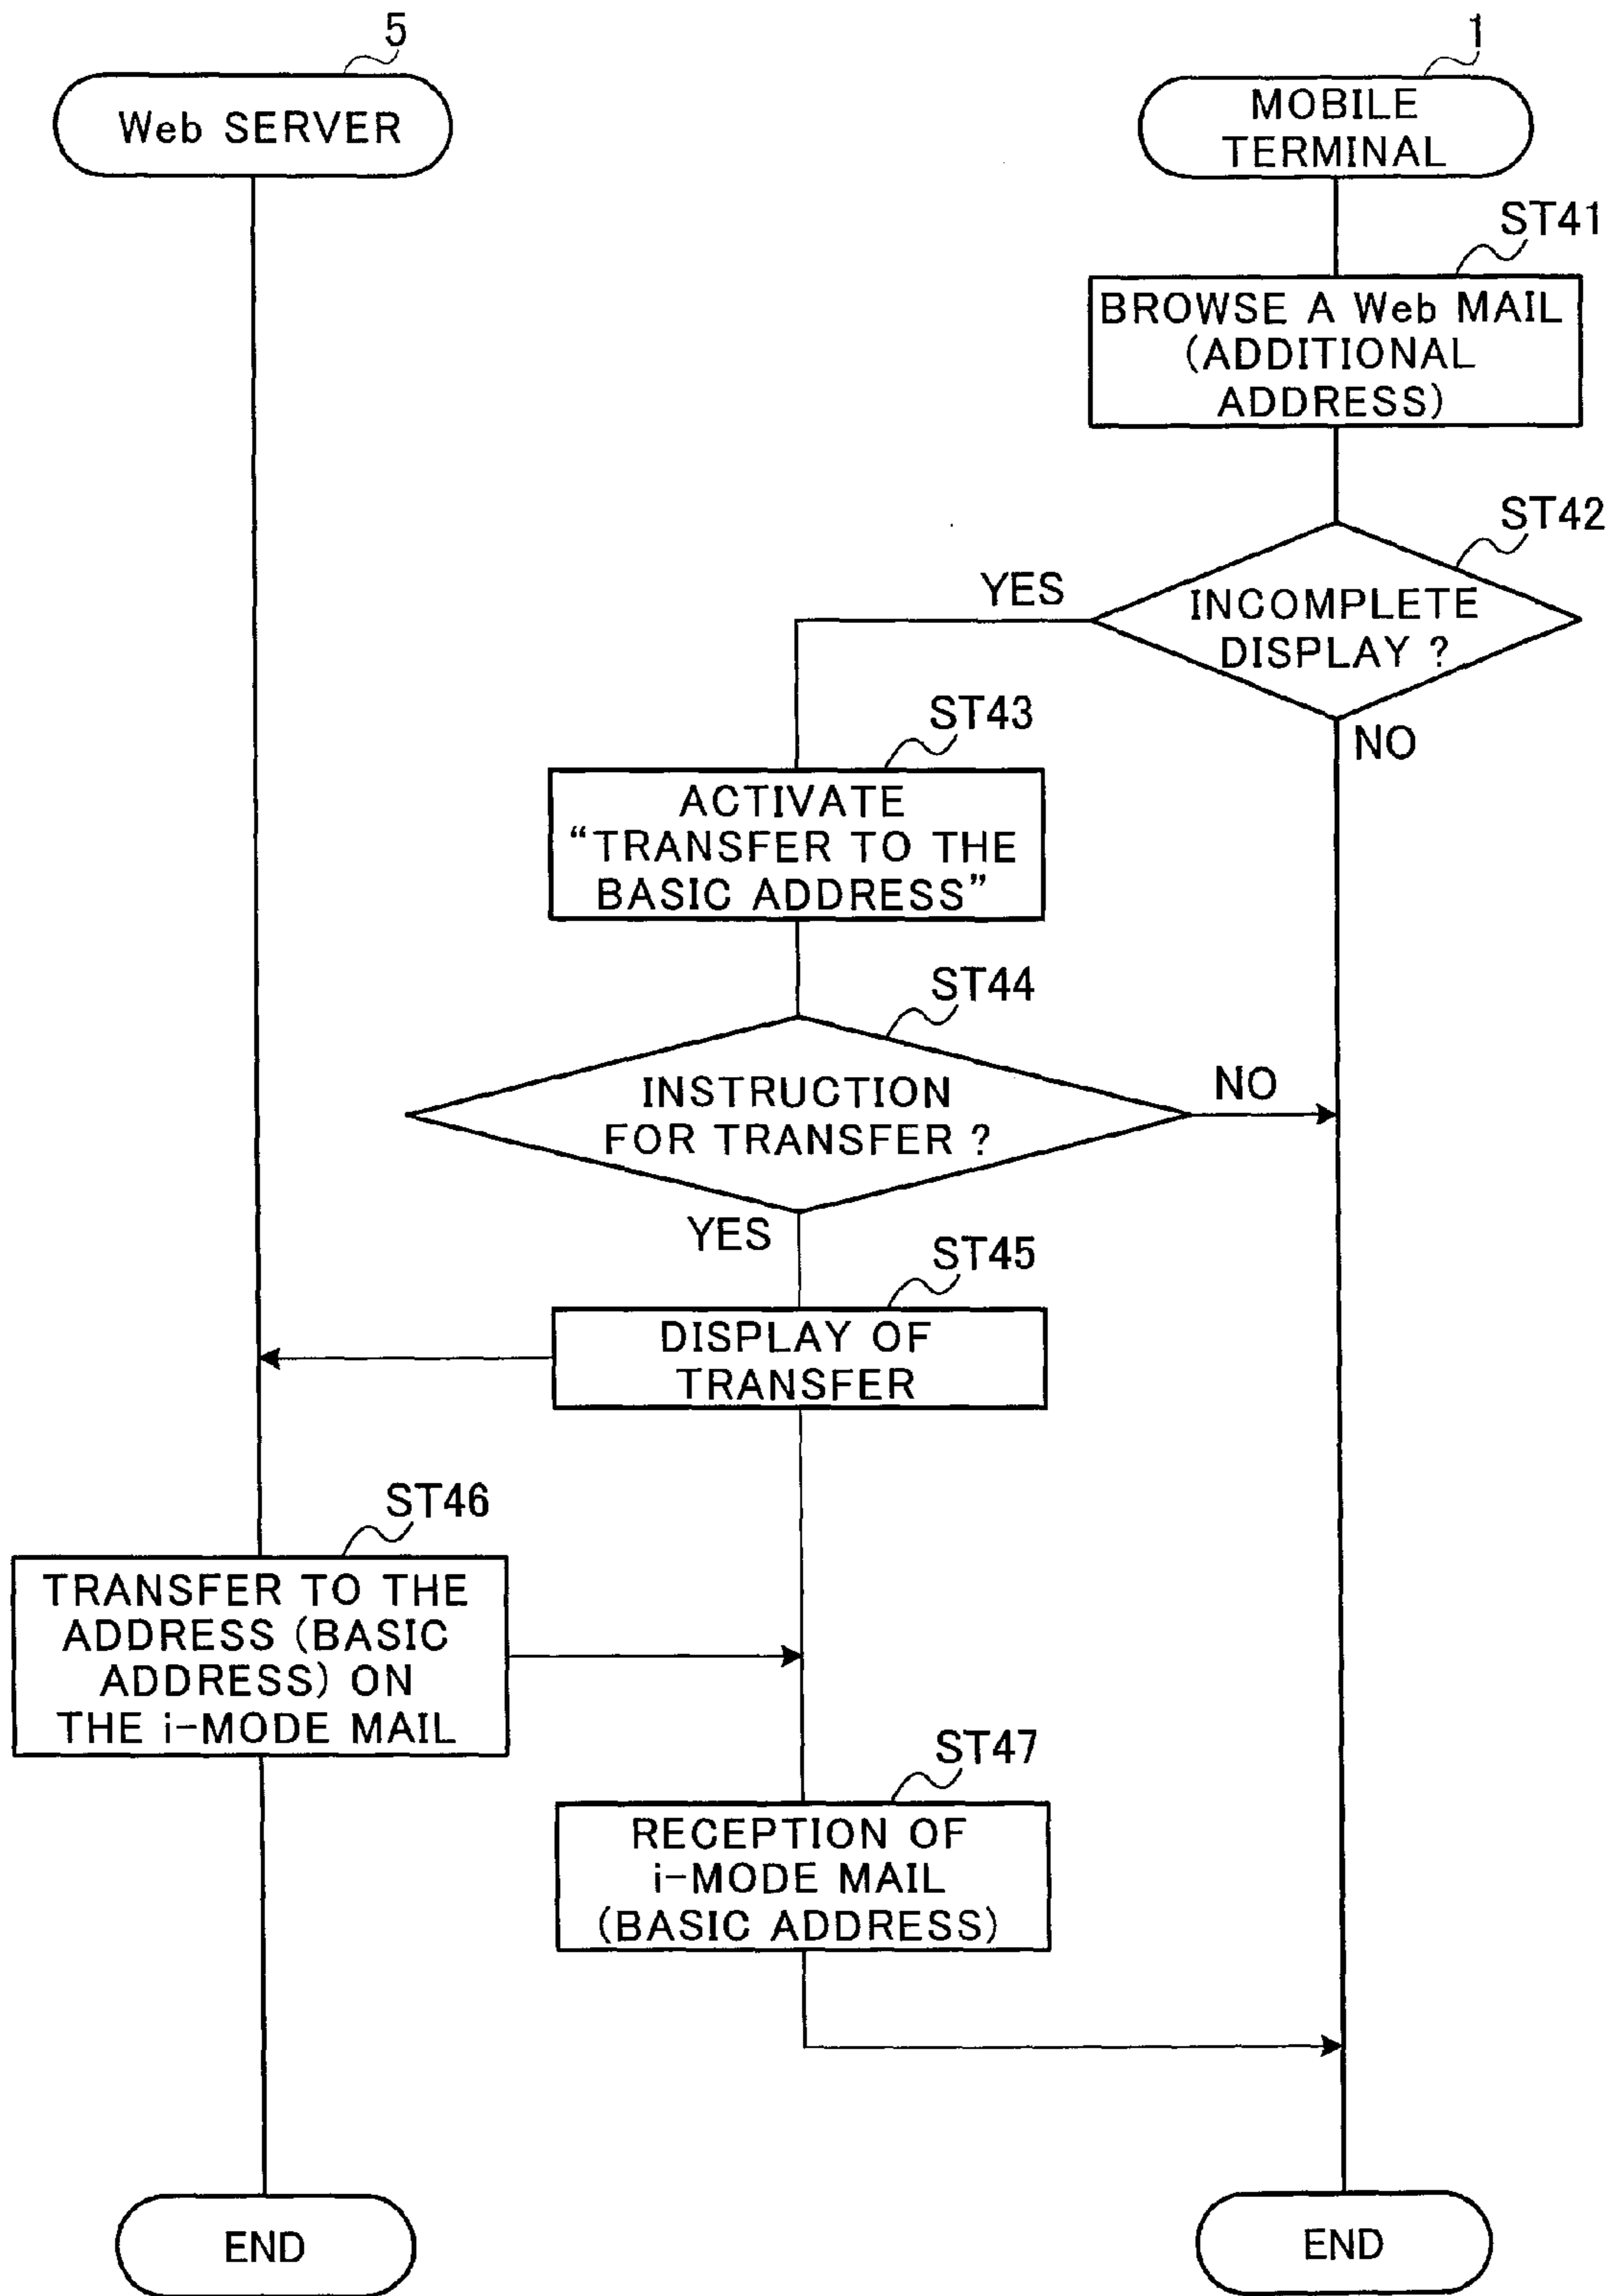 5
Web SERVER
1
MOBILE
TERMINAL
ST41
BROWSE A Web MAIL
(ADDITIONAL
ADDRESS)
ST42
INCOMPLETE
DISPLAY ?
YES
NO
ST43
ACTIVATE
“TRANSFER TO THE
BASIC ADDRESS”
ST44
INSTRUCTION
FOR TRANSFER ?
NO
YES
ST45
DISPLAY OF
TRANSFER
ST46
TRANSFER TO THE
ADDRESS (BASIC
ADDRESS) ON
THE i-MODE MAIL
ST47
RECEPTION OF
i-MODE MAIL
(BASIC ADDRESS)
END
END